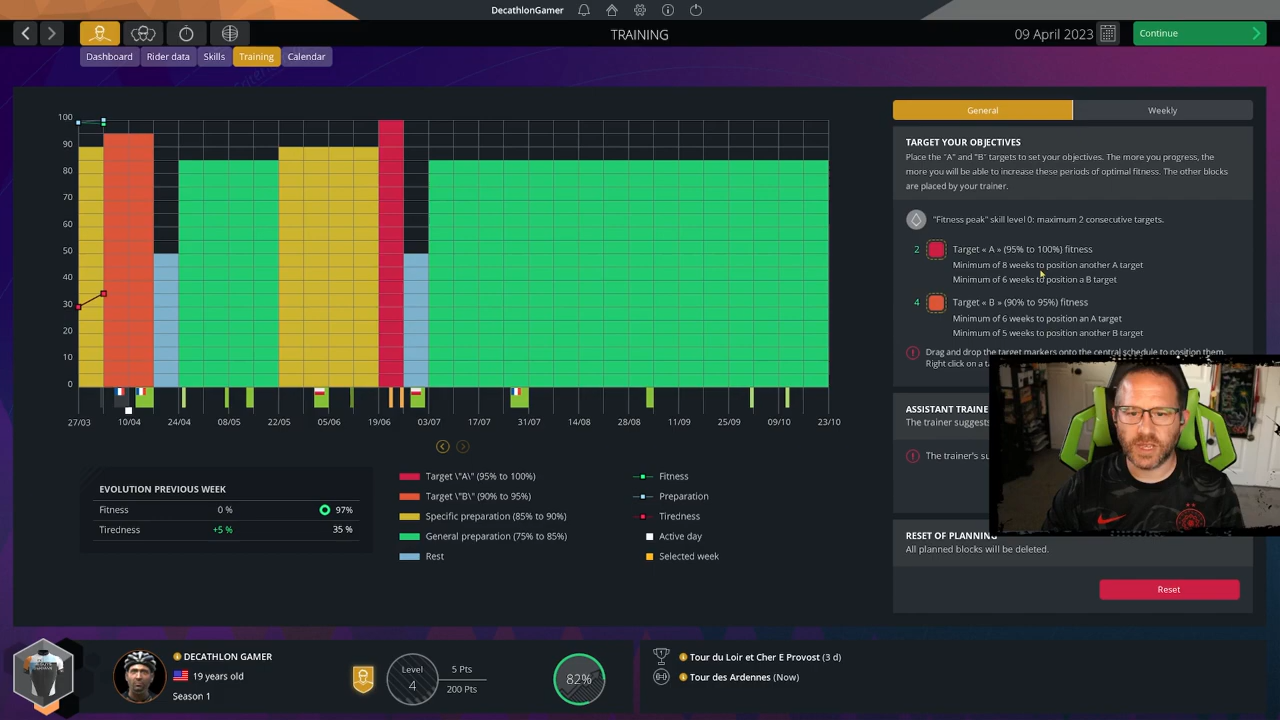 DecathlonGamer
TRAINING
09 April 2023
Continue
Dashboard
Rider data
Skills
Training
Calendar
100
90
80
70
60
50
40
30
20
10
0
27/03
10/04
24/04
08/05
22/05
05/06
19/06
03/07
17/07
31/07
14/08
28/08
11/09
25/09
09/10
23/10
EVOLUTION PREVIOUS WEEK
Fitness 0 % 97%
Tiredness +5 % 35 %
Target \"A\" (95% to 100%)
Target \"B\" (90% to 95%)
Specific preparation (85% to 90%)
General preparation (75% to 85%)
Rest
Fitness
Preparation
Tiredness
Active day
Selected week
General
Weekly
TARGET YOUR OBJECTIVES
Place the "A" and "B" targets to set your objectives. The more you progress, the
more you will be able to increase these periods of optimal fitness. The other blocks
are placed by your trainer.
"Fitness peak" skill level 0: maximum 2 consecutive targets.
2 Target « A » (95% to 100%) fitness
Minimum of 8 weeks to position another A target
Minimum of 6 weeks to position a B target
4 Target « B » (90% to 95%) fitness
Minimum of 6 weeks to position an A target
Minimum of 5 weeks to position another B target
Drag and drop the target markers onto the central schedule to position them.
Right click on a
ASSISTANT TRAINE
The trainer suggests
The trainer's su
RESET OF PLANNING
All planned blocks will be deleted.
Reset
DECATHLON GAMER
19 years old
Season 1
Level
4
5 Pts
200 Pts
82%
Tour du Loir et Cher E Provost (3 d)
Tour des Ardennes (Now)